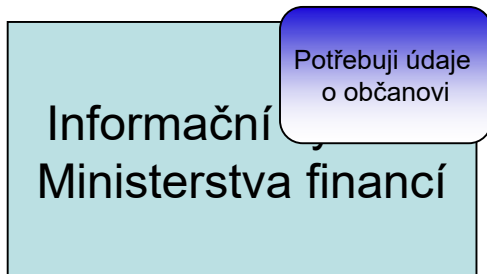 Potřebuji údaje
o občanovi
Informační
Ministerstva financí